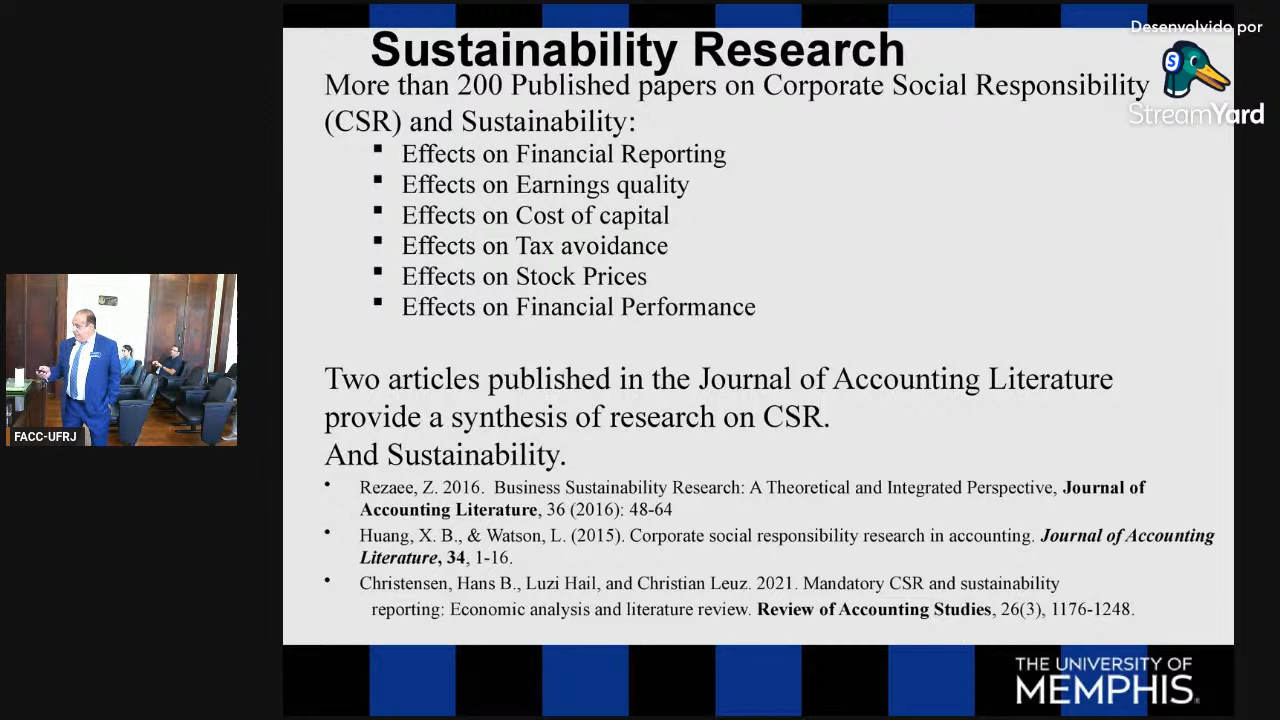 Sustainability Research
Desenvolvido por
StreamYard
More than 200 Published papers on Corporate Social Responsibility
(CSR) and Sustainability:
▪ Effects on Financial Reporting
▪ Effects on Earnings quality
▪ Effects on Cost of capital
▪ Effects on Tax avoidance
▪ Effects on Stock Prices
▪ Effects on Financial Performance
Two articles published in the Journal of Accounting Literature
provide a synthesis of research on CSR.
And Sustainability.
• Rezaee, Z. 2016. Business Sustainability Research: A Theoretical and Integrated Perspective, Journal of
Accounting Literature, 36 (2016): 48-64
• Huang, X. B., & Watson, L. (2015). Corporate social responsibility research in accounting. Journal of Accounting
Literature, 34, 1-16.
• Christensen, Hans B., Luzi Hail, and Christian Leuz. 2021. Mandatory CSR and sustainability
reporting: Economic analysis and literature review. Review of Accounting Studies, 26(3), 1176-1248.
FACC-UFRJ
THE UNIVERSITY OF
MEMPHIS